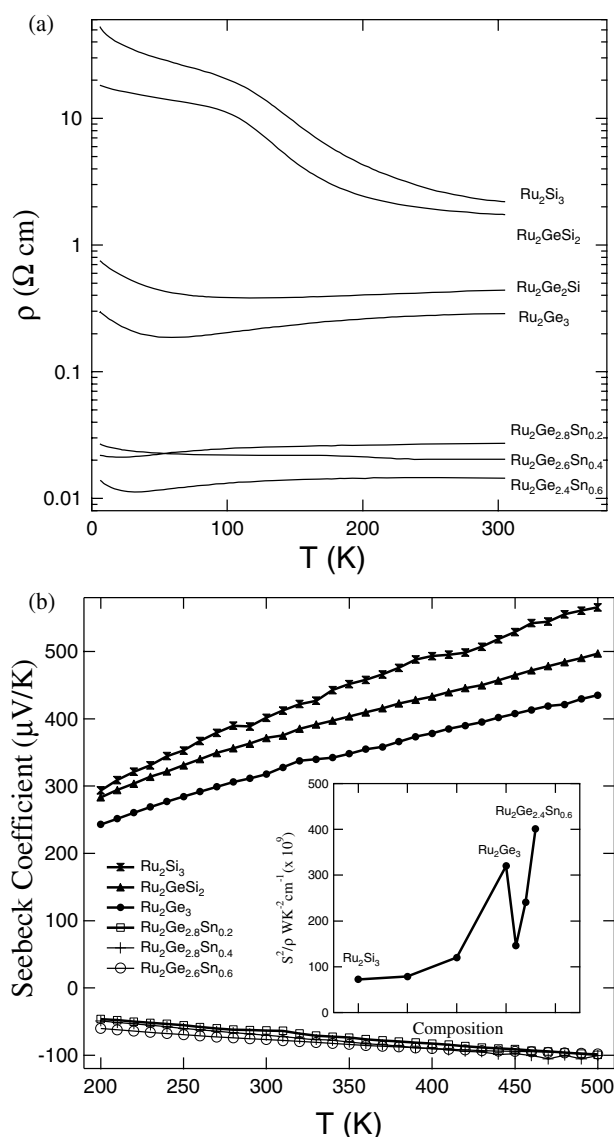 (a)
10
1
0.1
0.01
ρ (Ω cm)
Ru₂Si₃
Ru₂GeSi₂
Ru₂Ge₂Si
Ru₂Ge₃
Ru₂Ge₂.₈Sn₀.₂
Ru₂Ge₂.₆Sn₀.₄
Ru₂Ge₂.₄Sn₀.₆
0 100 200 300
T (K)
(b)
500
400
300
200
100
0
-100
Seebeck Coefficient (μV/K)
Ru₂Si₃
Ru₂GeSi₂
Ru₂Ge₃
Ru₂Ge₂.₈Sn₀.₂
Ru₂Ge₂.₈Sn₀.₄
Ru₂Ge₂.₆Sn₀.₆
500
400
300
200
100
0
S²/ρ WK⁻²cm⁻¹(x 10⁹)
Ru₂Si₃
Ru₂Ge₃
Ru₂Ge₂.₄Sn₀.₆
Composition
200 250 300 350 400 450 500
T (K)